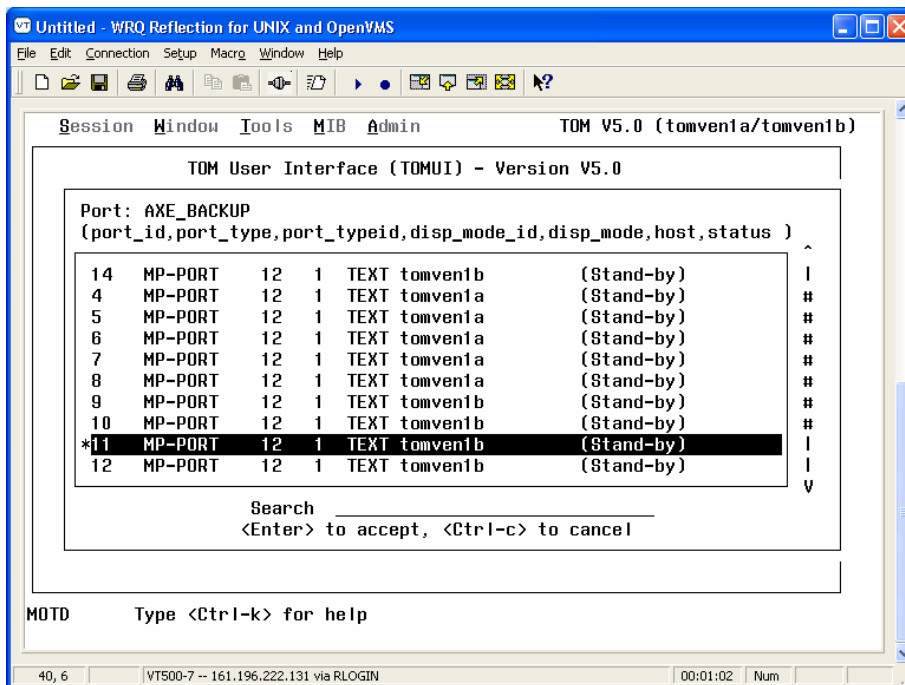 Untitled - WRQ Reflection for UNIX and OpenVMS
File Edit Connection Setup Macro Window Help
Session Window Tools MIB Admin TOM V5.0 (tomven1a/tomven1b)
TOM User Interface (TOMUI) - Version V5.0
Port: AXE_BACKUP
(port_id,port_type,port_typeid,disp_mode_id,disp_mode,host,status )
14 MP-PORT 12 1 TEXT tomven1b (Stand-by)
4 MP-PORT 12 1 TEXT tomven1a (Stand-by)
5 MP-PORT 12 1 TEXT tomven1a (Stand-by)
6 MP-PORT 12 1 TEXT tomven1a (Stand-by)
7 MP-PORT 12 1 TEXT tomven1a (Stand-by)
8 MP-PORT 12 1 TEXT tomven1a (Stand-by)
9 MP-PORT 12 1 TEXT tomven1b (Stand-by)
10 MP-PORT 12 1 TEXT tomven1b (Stand-by)
*11 MP-PORT 12 1 TEXT tomven1b (Stand-by)
12 MP-PORT 12 1 TEXT tomven1b (Stand-by)
Search
<Enter> to accept, <Ctrl-c> to cancel
MOTD Type <Ctrl-k> for help
40, 6 VT500-7 -- 161.196.222.131 via RLOGIN 00:01:02 Num